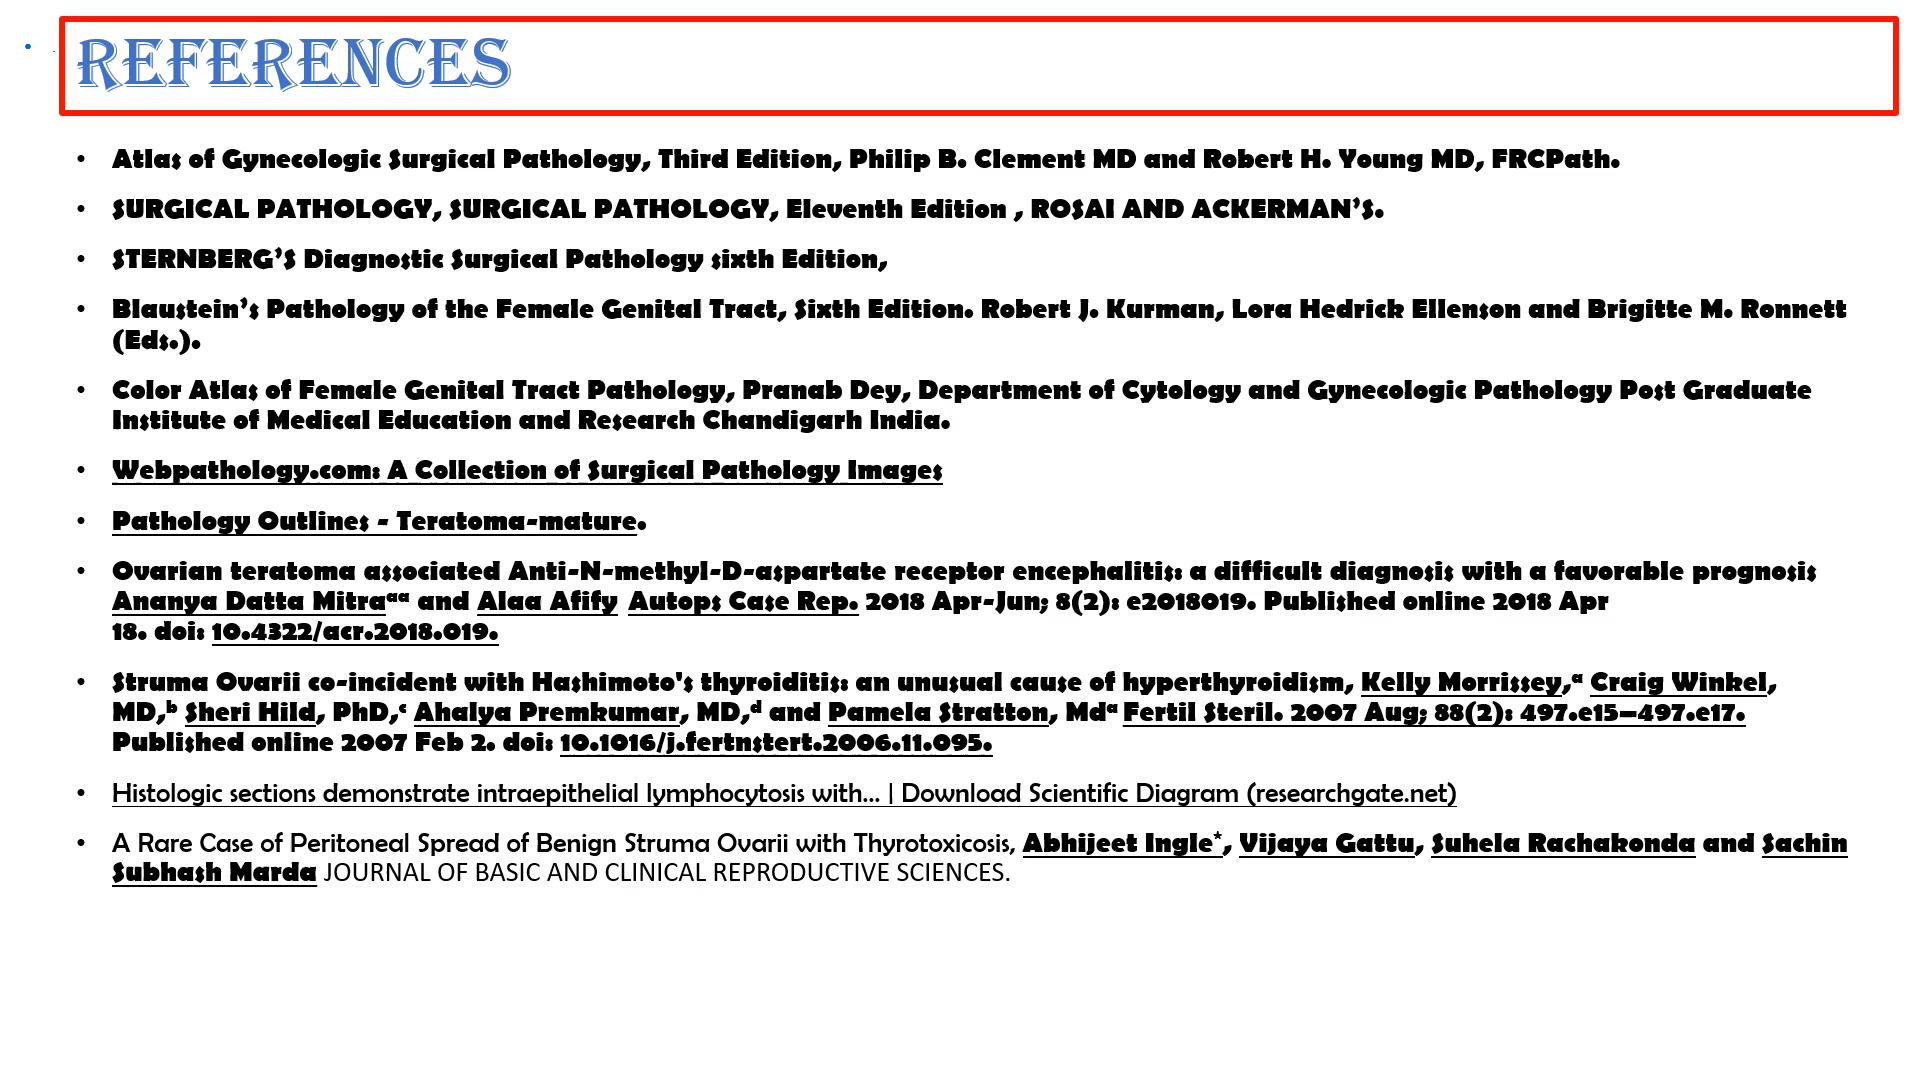 REFERENCES
• Atlas of Gynecologic Surgical Pathology, Third Edition, Philip B. Clement MD and Robert H. Young MD, FRCPath.
• SURGICAL PATHOLOGY, SURGICAL PATHOLOGY, Eleventh Edition , ROSAI AND ACKERMAN’S.
• STERNBERG’S Diagnostic Surgical Pathology sixth Edition,
• Blaustein’s Pathology of the Female Genital Tract, Sixth Edition. Robert J. Kurman, Lora Hedrick Ellenson and Brigitte M. Ronnett
(Eds.).
• Color Atlas of Female Genital Tract Pathology, Pranab Dey, Department of Cytology and Gynecologic Pathology Post Graduate
Institute of Medical Education and Research Chandigarh India.
• Webpathology.com: A Collection of Surgical Pathology Images
• Pathology Outlines - Teratoma-mature.
• Ovarian teratoma associated Anti-N-methyl-D-aspartate receptor encephalitis: a difficult diagnosis with a favorable prognosis
Ananya Datta Mitraᵃᵃ and Alaa Afify Autops Case Rep. 2018 Apr-Jun; 8(2): e2018019. Published online 2018 Apr
18. doi: 10.4322/acr.2018.019.
• Struma Ovarii co-incident with Hashimoto's thyroiditis: an unusual cause of hyperthyroidism, Kelly Morrissey,ᵃ Craig Winkel,
MD,ᵇ Sheri Hild, PhD,ᶜ Ahalya Premkumar, MD,ᵈ and Pamela Stratton, Mdᵃ Fertil Steril. 2007 Aug; 88(2): 497.e15–497.e17.
Published online 2007 Feb 2. doi: 10.1016/j.fertnstert.2006.11.095.
• Histologic sections demonstrate intraepithelial lymphocytosis with... | Download Scientific Diagram (researchgate.net)
• A Rare Case of Peritoneal Spread of Benign Struma Ovarii with Thyrotoxicosis, Abhijeet Ingle*, Vijaya Gattu, Suhela Rachakonda and Sachin
Subhash Marda JOURNAL OF BASIC AND CLINICAL REPRODUCTIVE SCIENCES.